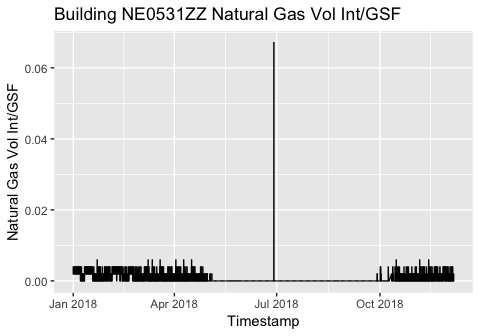 Building NE0531ZZ Natural Gas Vol Int/GSF
Natural Gas Vol Int/GSF
0.06
0.04
0.02
0.00
Jan 2018
Apr 2018
Jul 2018
Oct 2018
Timestamp